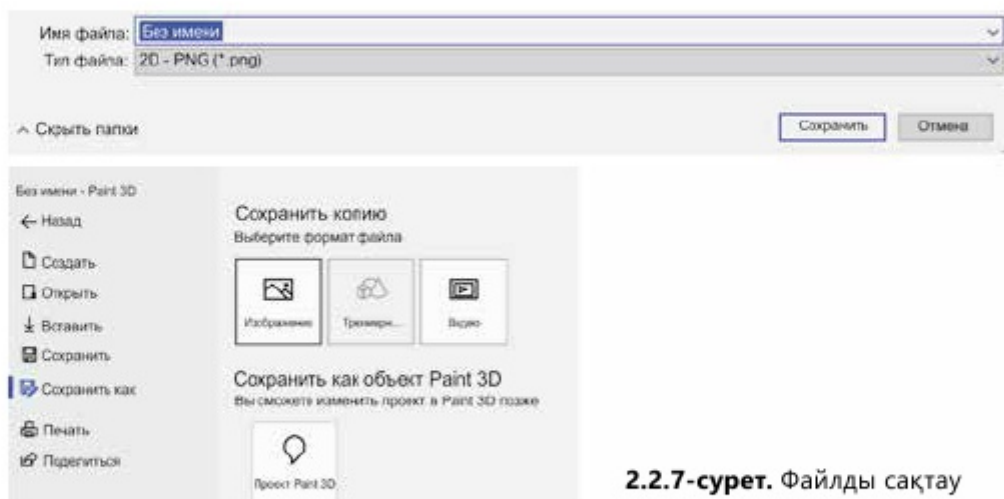 Имя файла: Без имени
Тип файла: 2D - PNG (*.png)
Скрыть папки
Сохранить
Отмена
Без имени - Paint 3D
Назад
Создать
Открыть
Вставить
Сохранить
Сохранить как
Печать
Поделиться
Сохранить копию
Выберите формат файла
Изображение
Трехмерн...
Видео
Сохранить как объект Paint 3D
Вы сможете изменить проект в Paint 3D позже
Проект Paint 3D
2.2.7-сурет. Файлды сақтау